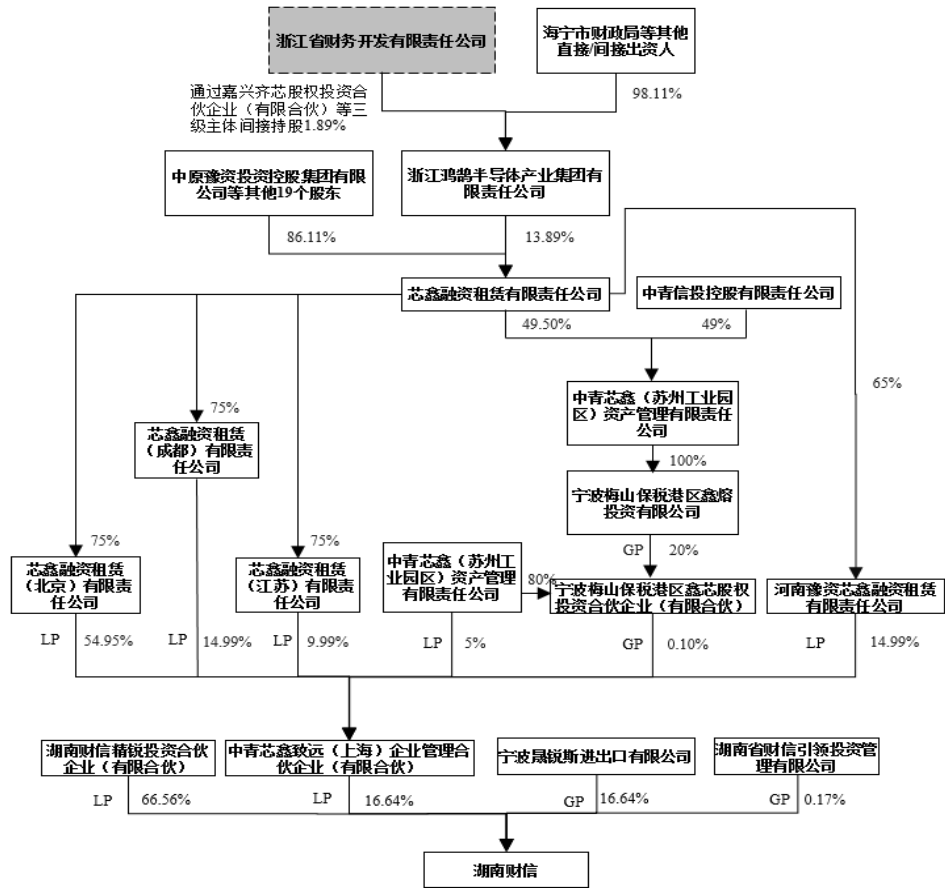 浙江省财务开发有限责任公司
海宁市财政局等其他
直接/间接出资人
通过嘉兴齐芯股权投资合
伙企业（有限合伙）等三
级主体间接持股1.89%
98.11%
中原豫资投资控股集团有限
公司等其他19个股东
浙江鸿鹄半导体产业集团有
限责任公司
86.11%
13.89%
芯鑫融资租赁有限责任公司
中青信投控股有限责任公司
49.50%
49%
65%
中青芯鑫（苏州工业园
区）资产管理有限责任
公司
75%
芯鑫融资租赁
（成都）有限责
任公司
100%
宁波梅山保税港区鑫熔
投资有限公司
75%
75%
GP
20%
芯鑫融资租赁
（北京）有限责
任公司
芯鑫融资租赁
（江苏）有限责
任公司
中青芯鑫（苏州工
业园区）资产管理
有限责任公司
80%
宁波梅山保税港区鑫芯股权
投资合伙企业（有限合伙）
河南豫资芯鑫融资租赁
有限责任公司
LP
54.95%
LP
14.99%
LP
9.99%
LP
5%
GP
0.10%
LP
14.99%
湖南财信精锐投资合伙
企业（有限合伙）
中青芯鑫致远（上海）企业管理合
伙企业（有限合伙）
宁波晟锐斯进出口有限公司
湖南省财信引领投资管
理有限公司
LP
66.56%
LP
16.64%
GP
16.64%
GP
0.17%
湖南财信